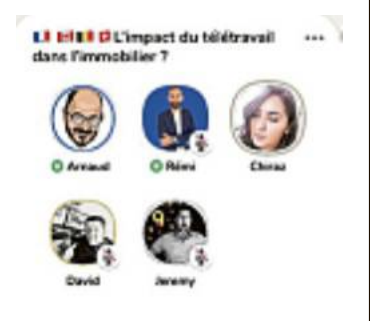 L'impact du télétravail
dans l'immobilier ?
Arnaud
Rémi
Chiraz
David
Jeremy